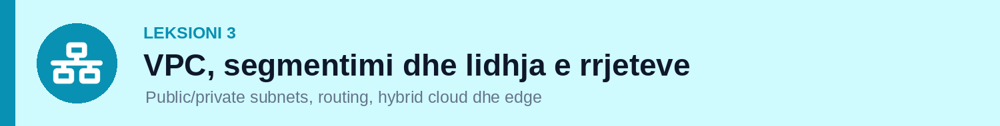 LEKSIONI 3
VPC, segmentimi dhe lidhja e rrjeteve
Public/private subnets, routing, hybrid cloud dhe edge